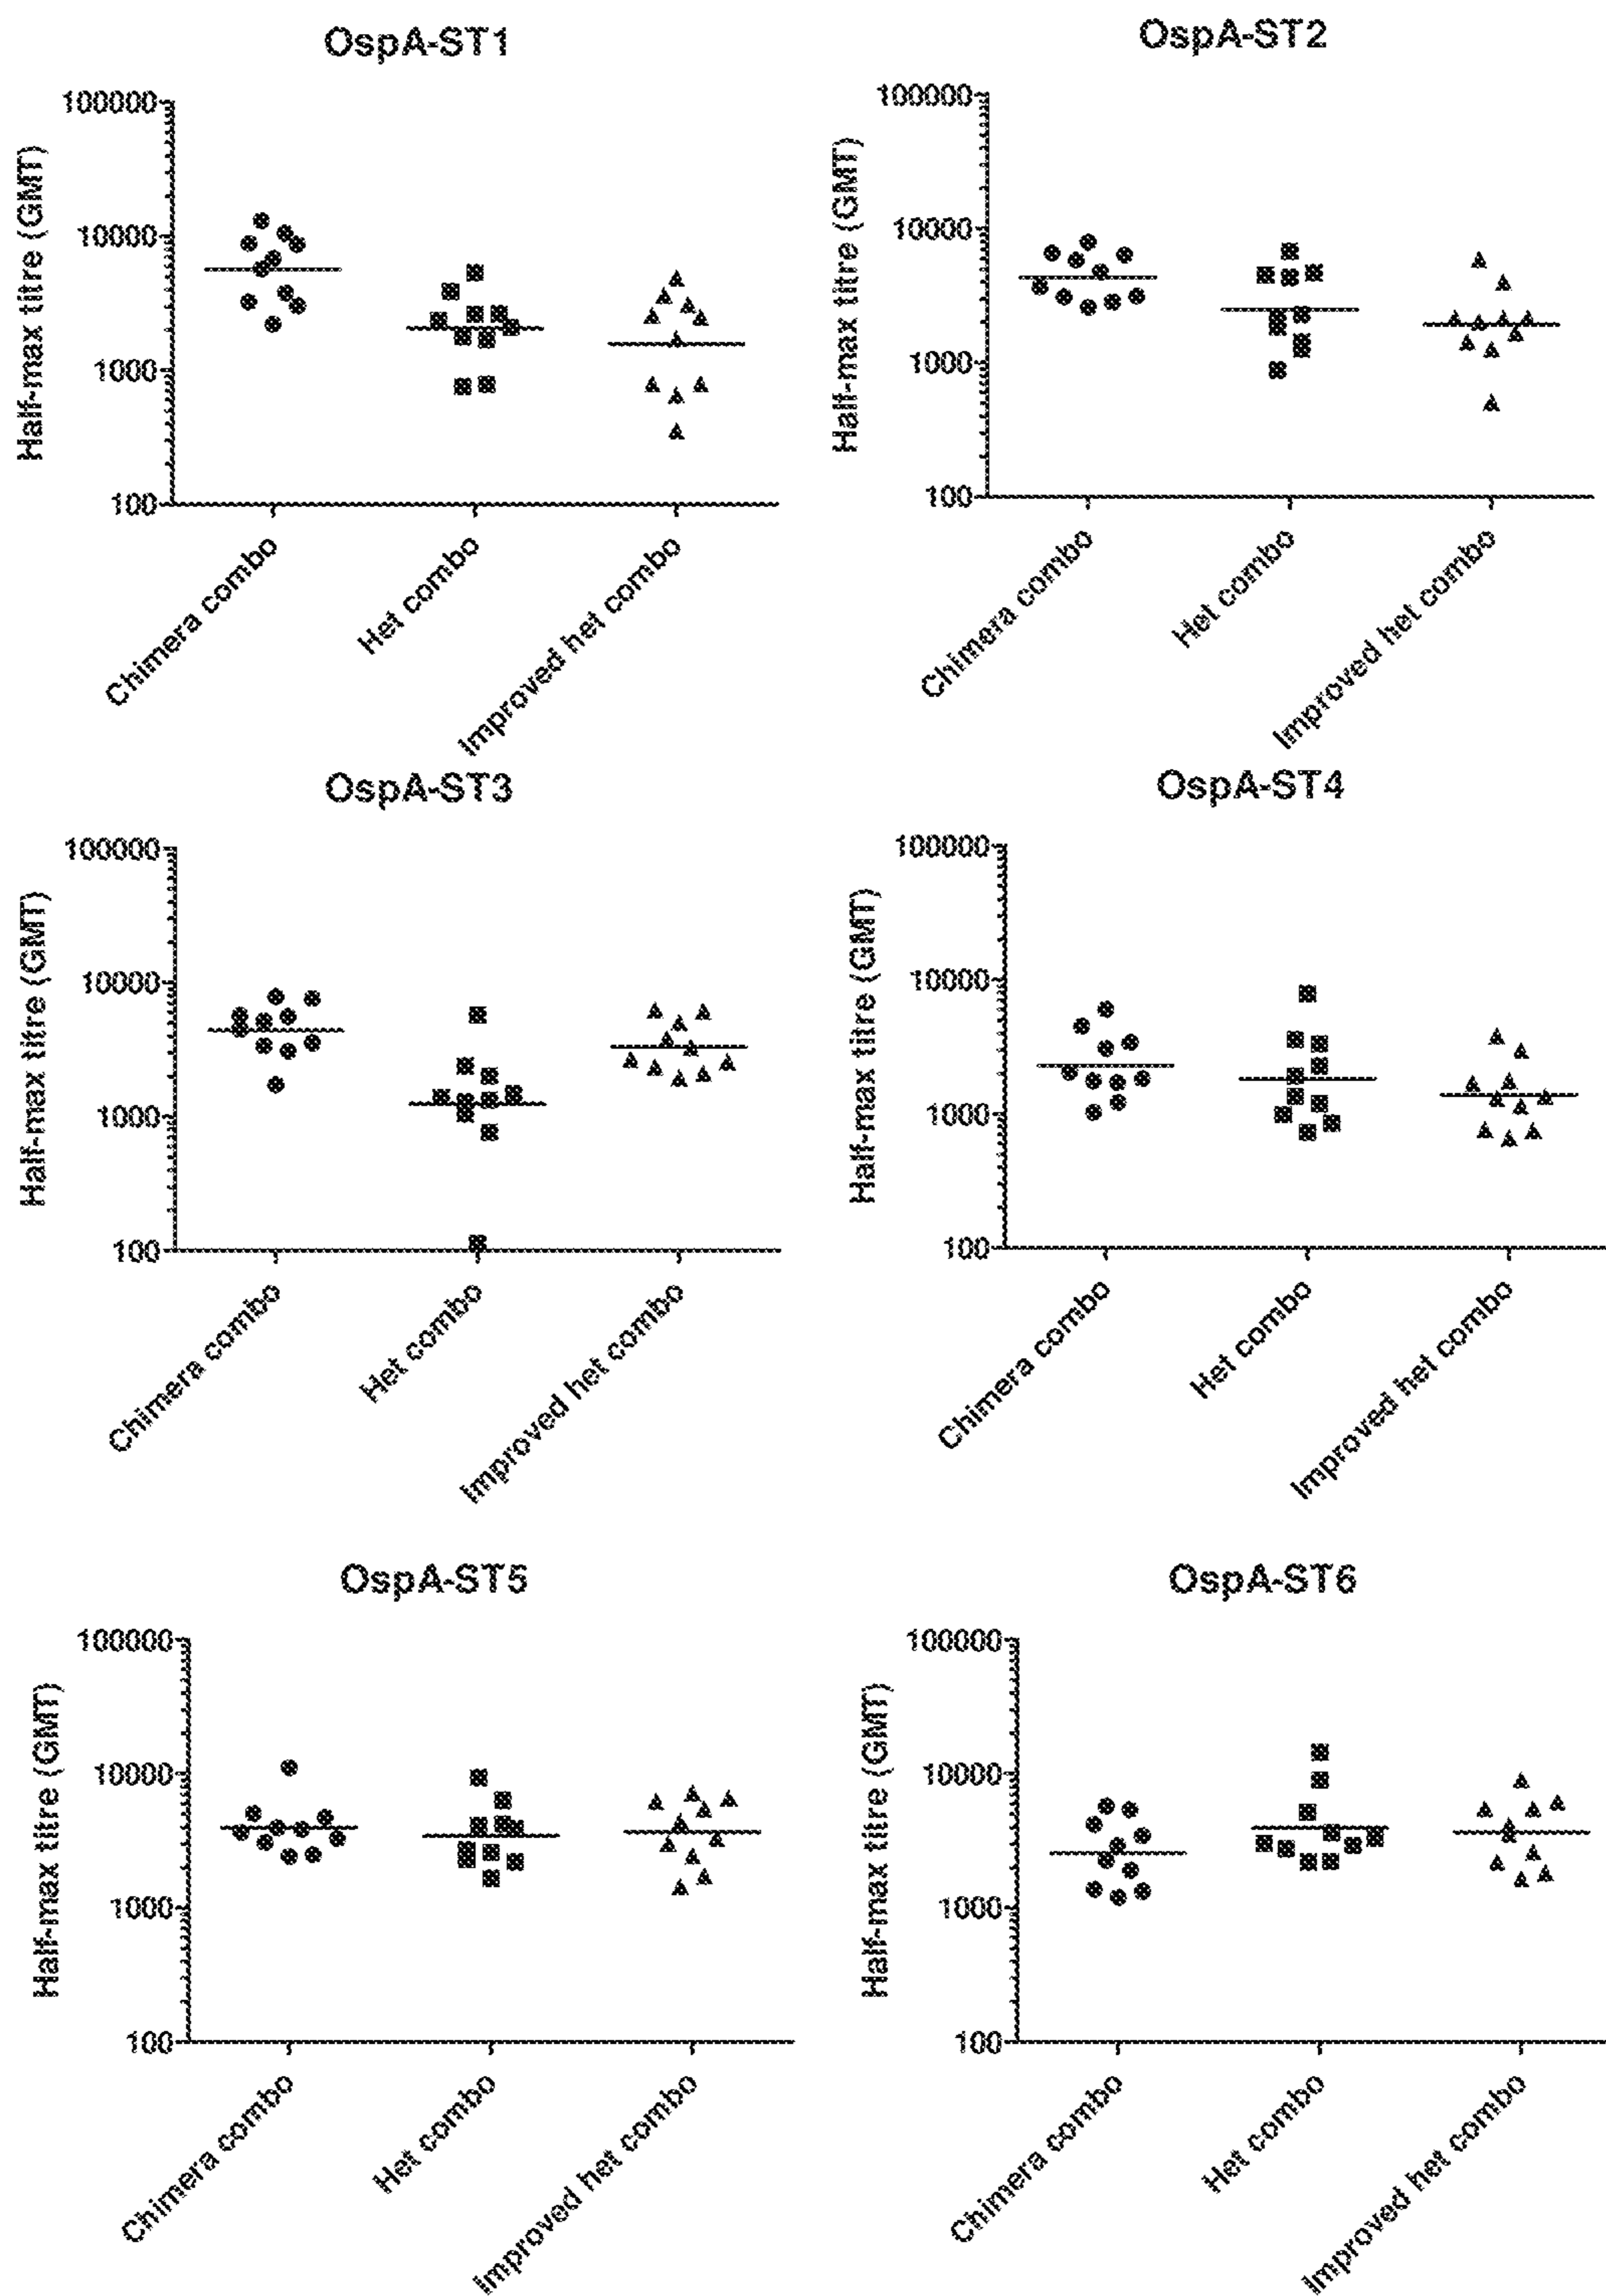 OspA-ST1
OspA-ST2
Half-max titre (GMT)
100000
10000
1000
100
Chimera combo
Het combo
Improved het combo
Half-max titre (GMT)
100000
10000
1000
100
Chimera combo
Het combo
Improved het combo
OspA-ST3
OspA-ST4
Half-max titre (GMT)
100000
10000
1000
100
Chimera combo
Het combo
Improved het combo
Half-max titre (GMT)
100000
10000
1000
100
Chimera combo
Het combo
Improved het combo
OspA-ST5
OspA-ST6
Half-max titre (GMT)
100000
10000
1000
100
Chimera combo
Het combo
Improved het combo
Half-max titre (GMT)
100000
10000
1000
100
Chimera combo
Het combo
Improved het combo